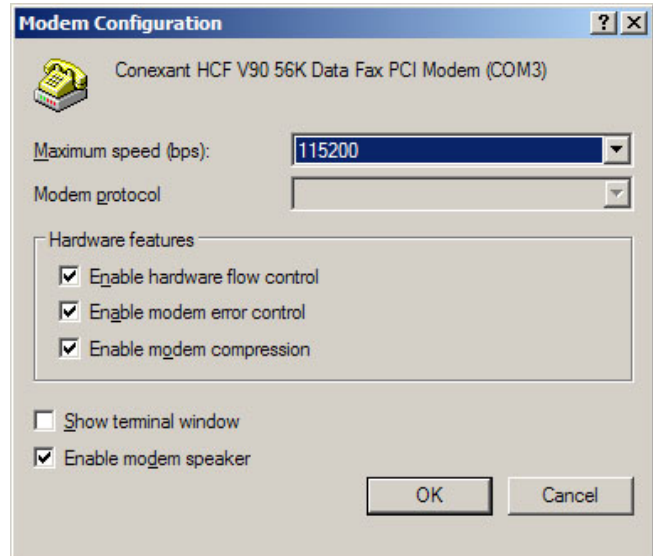 Modem Configuration
Conexant HCF V90 56K Data Fax PCI Modem (COM3)
Maximum speed (bps): 115200
Modem protocol
Hardware features
Enable hardware flow control
Enable modem error control
Enable modem compression
Show terminal window
Enable modem speaker
OK Cancel